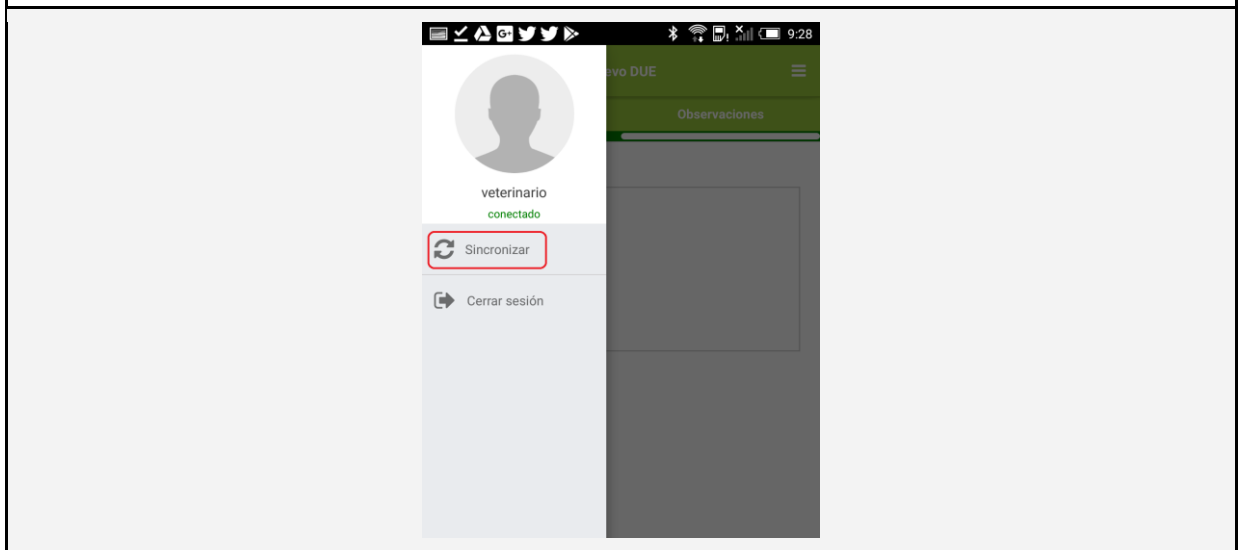 9:28
evo DUE
Observaciones
veterinario
conectado
Sincronizar
Cerrar sesión